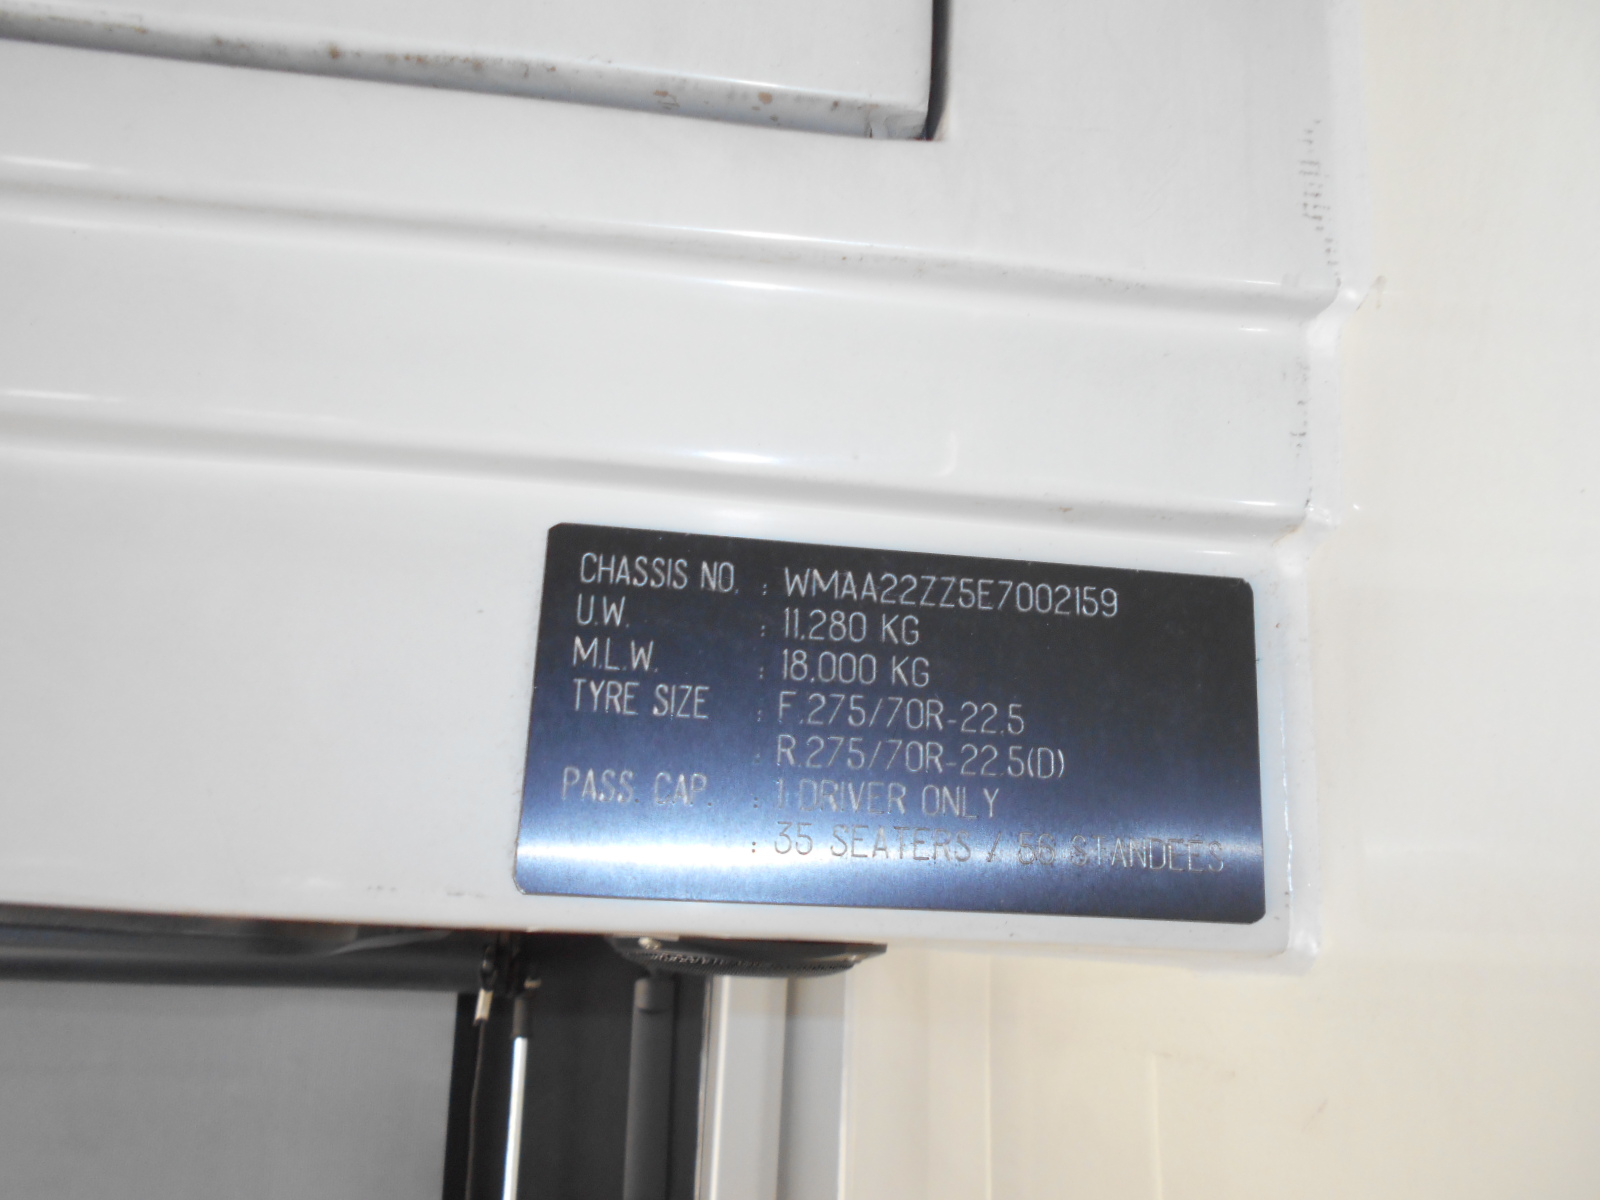 CHASSIS NO. : WMAA22ZZ5E7002159
U.W. : 11,280 KG
M.L.W. : 18,000 KG
TYRE SIZE : F.275/70R-22.5
: R.275/70R-22.5(D)
PASS. CAP. : 1 DRIVER ONLY
: 35 SEATERS / 56 STANDEES